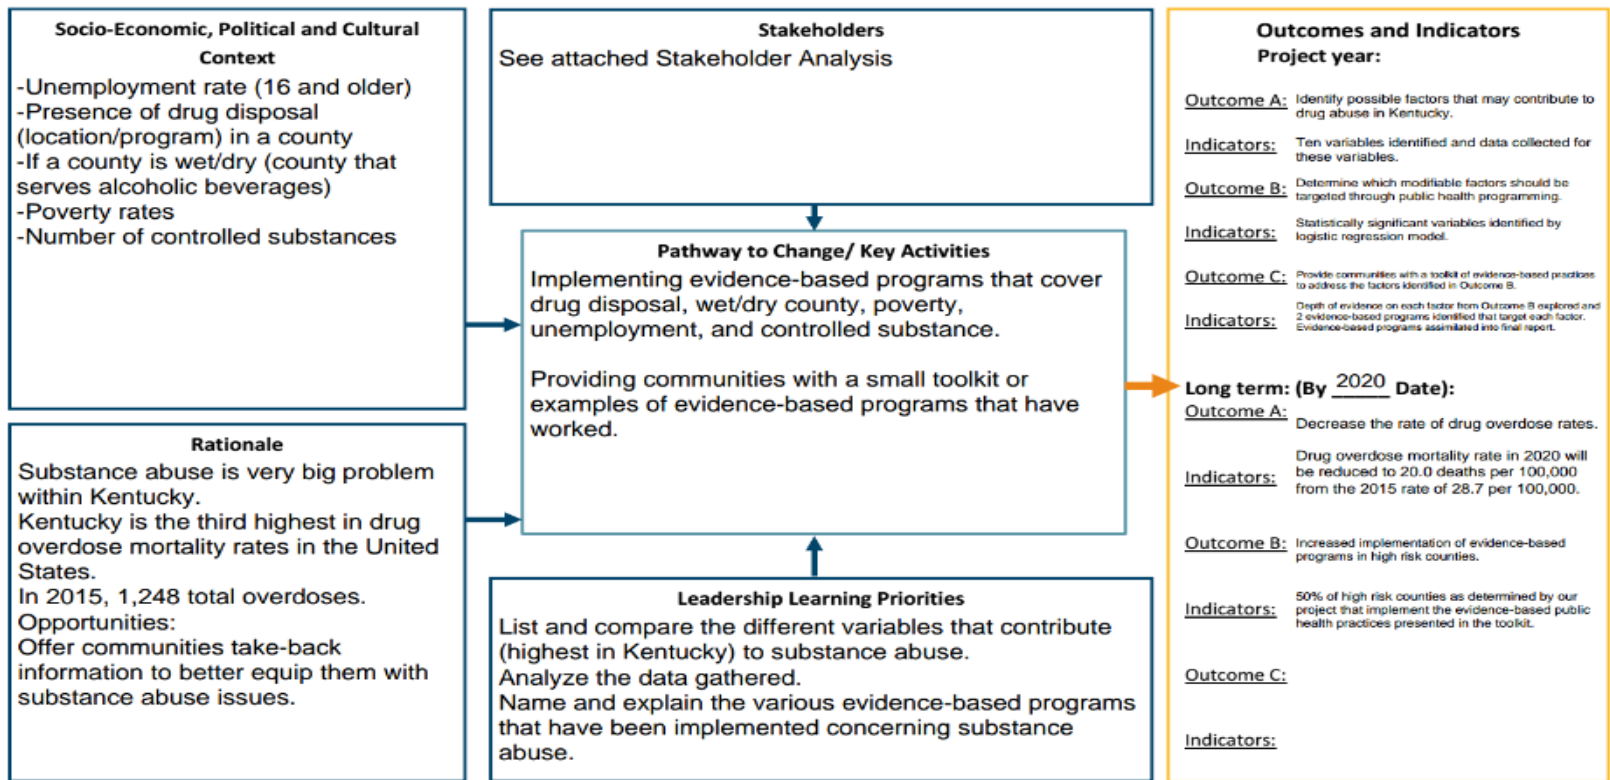 Socio-Economic, Political and Cultural
Context
-Unemployment rate (16 and older)
-Presence of drug disposal
(location/program) in a county
-If a county is wet/dry (county that
serves alcoholic beverages)
-Poverty rates
-Number of controlled substances
Rationale
Substance abuse is very big problem
within Kentucky.
Kentucky is the third highest in drug
overdose mortality rates in the United
States.
In 2015, 1,248 total overdoses.
Opportunities:
Offer communities take-back
information to better equip them with
substance abuse issues.
Stakeholders
See attached Stakeholder Analysis
Pathway to Change/ Key Activities
Implementing evidence-based programs that cover
drug disposal, wet/dry county, poverty,
unemployment, and controlled substance.
Providing communities with a small toolkit or
examples of evidence-based programs that have
worked.
Leadership Learning Priorities
List and compare the different variables that contribute
(highest in Kentucky) to substance abuse.
Analyze the data gathered.
Name and explain the various evidence-based programs
that have been implemented concerning substance
abuse.
Outcomes and Indicators
Project year:
Outcome A: Identify possible factors that may contribute to
drug abuse in Kentucky.
Indicators: Ten variables identified and data collected for
these variables.
Outcome B: Determine which modifiable factors should be
targeted through public health programming.
Indicators: Statistically significant variables identified by
logistic regression model.
Outcome C: Provide communities with a toolkit of evidence-based practices
to address the factors identified in Outcome B.
Indicators: Depth of evidence on each factor from Outcome B explored and
2 evidence-based programs identified that target each factor.
Evidence-based programs assimilated into final report.
Long term: (By 2020 Date):
Outcome A:
Decrease the rate of drug overdose rates.
Indicators: Drug overdose mortality rate in 2020 will
be reduced to 20.0 deaths per 100,000
from the 2015 rate of 28.7 per 100,000.
Outcome B: Increased implementation of evidence-based
programs in high risk counties.
Indicators: 50% of high risk counties as determined by our
project that implement the evidence-based public
health practices presented in the toolkit.
Outcome C:
Indicators: